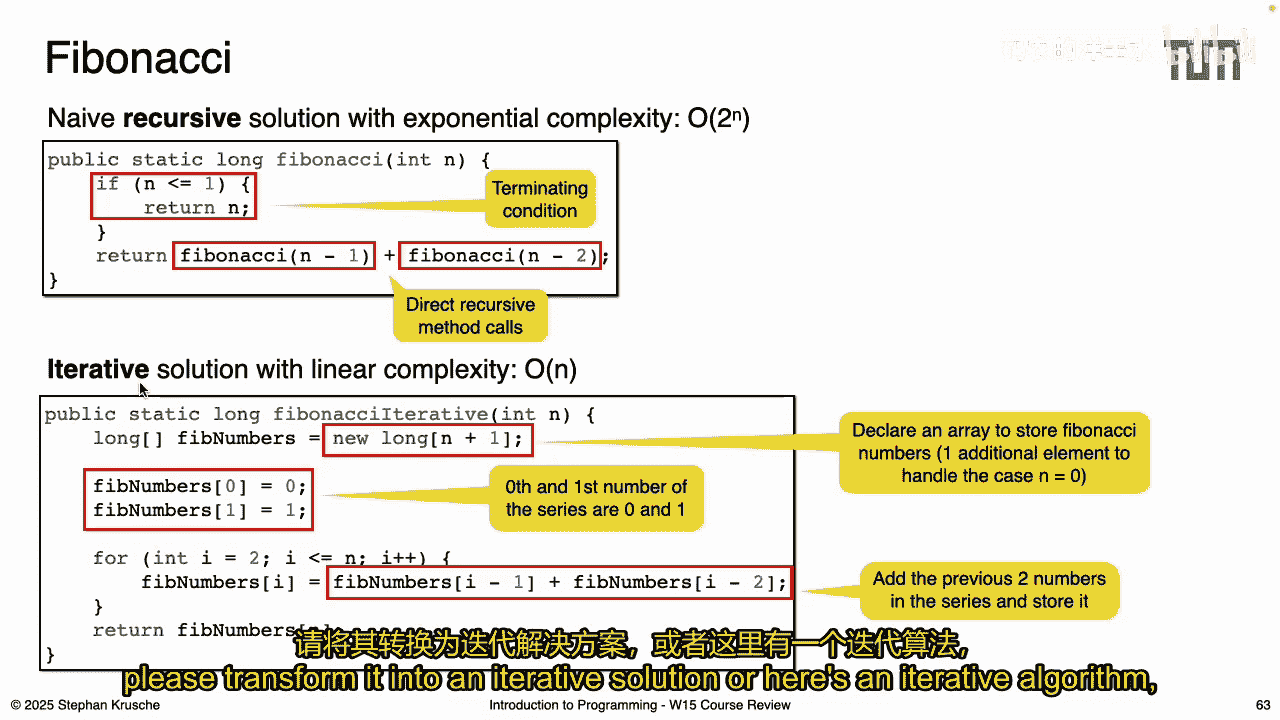 Fibonacci
Naive recursive solution with exponential complexity: O(2ⁿ)
public static long fibonacci(int n) {
if (n <= 1) {
return n;
}
return fibonacci(n - 1) + fibonacci(n - 2);
}
Terminating
condition
Direct recursive
method calls
Iterative solution with linear complexity: O(n)
public static long fibonacciIterative(int n) {
long[] fibNumbers = new long[n + 1];
fibNumbers[0] = 0;
fibNumbers[1] = 1;
for (int i = 2; i <= n; i++) {
fibNumbers[i] = fibNumbers[i - 1] + fibNumbers[i - 2];
}
return
}
Declare an array to store fibonacci
numbers (1 additional element to
handle the case n = 0)
0th and 1st number of
the series are 0 and 1
Add the previous 2 numbers
in the series and store it
请将其转换为迭代解决方案，或者这里有一个迭代算法，
please transform it into an iterative solution or here's an iterative algorithm,
© 2025 Stephan Krusche
Introduction to Programming - W15 Course Review
63